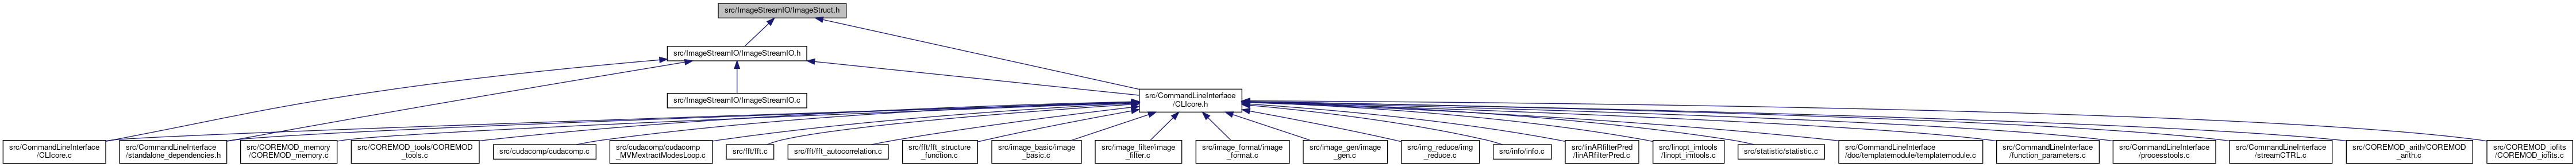 src/ImageStreamIO/ImageStruct.h
src/ImageStreamIO/ImageStreamIO.h
src/ImageStreamIO/ImageStreamIO.c
src/CommandLineInterface
/CLIcore.h
src/CommandLineInterface
/CLIcore.c
src/CommandLineInterface
/standalone_dependencies.h
src/COREMOD_memory
/COREMOD_memory.c
src/COREMOD_tools/COREMOD
_tools.c
src/cudacomp/cudacomp.c
src/cudacomp/cudacomp
_MVMextractModesLoop.c
src/fft/fft.c
src/fft/fft_autocorrelation.c
src/fft/fft_structure
_function.c
src/image_basic/image
_basic.c
src/image_filter/image
_filter.c
src/image_format/image
_format.c
src/image_gen/image
_gen.c
src/img_reduce/img
_reduce.c
src/info/info.c
src/linARfilterPred
/linARfilterPred.c
src/linopt_imtools
/linopt_imtools.c
src/statistic/statistic.c
src/CommandLineInterface
/doc/templatemodule/templatemodule.c
src/CommandLineInterface
/function_parameters.c
src/CommandLineInterface
/processtools.c
src/CommandLineInterface
/streamCTRL.c
src/COREMOD_arith/COREMOD
_arith.c
src/COREMOD_iofits
/COREMOD_iofits.c